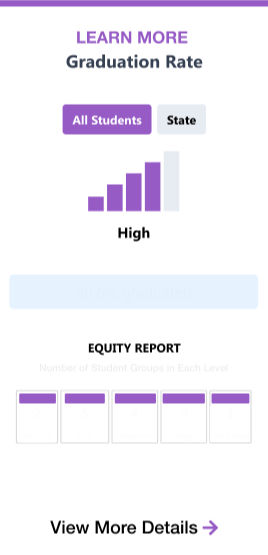 LEARN MORE
Graduation Rate
All Students
State
High
EQUITY REPORT
Number of Student Groups in Each Level
View More Details →